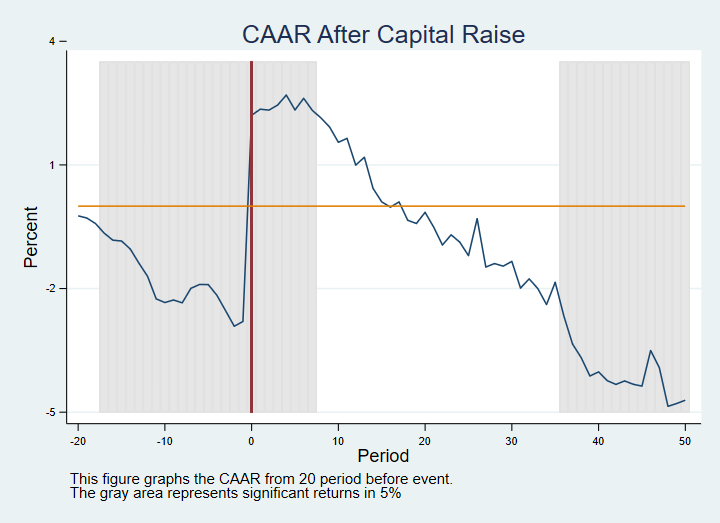 CAAR After Capital Raise
4
1
-2
-5
Percent
-20
-10
0
10
20
30
40
50
Period
This figure graphs the CAAR from 20 period before event.
The gray area represents significant returns in 5%